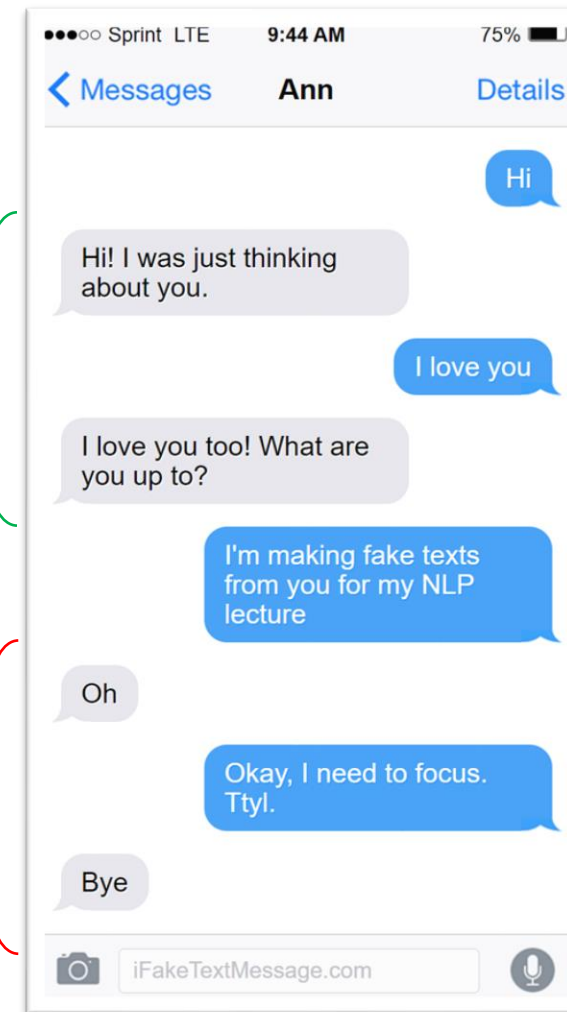 Sprint LTE 9:44 AM 75%
Messages Ann Details
Hi
Hi! I was just thinking
about you.
I love you
I love you too! What are
you up to?
I'm making fake texts
from you for my NLP
lecture
Oh
Okay, I need to focus.
Ttyl.
Bye
iFakeTextMessage.com